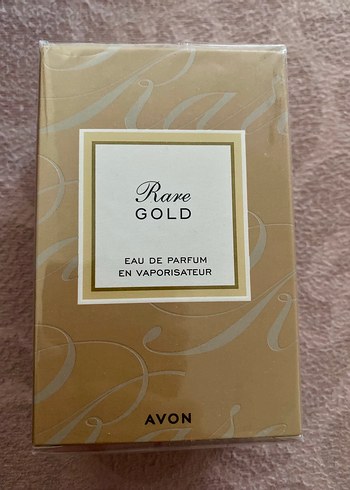 Rare
GOLD
EAU DE PARFUM
EN VAPORISATEUR
AVON